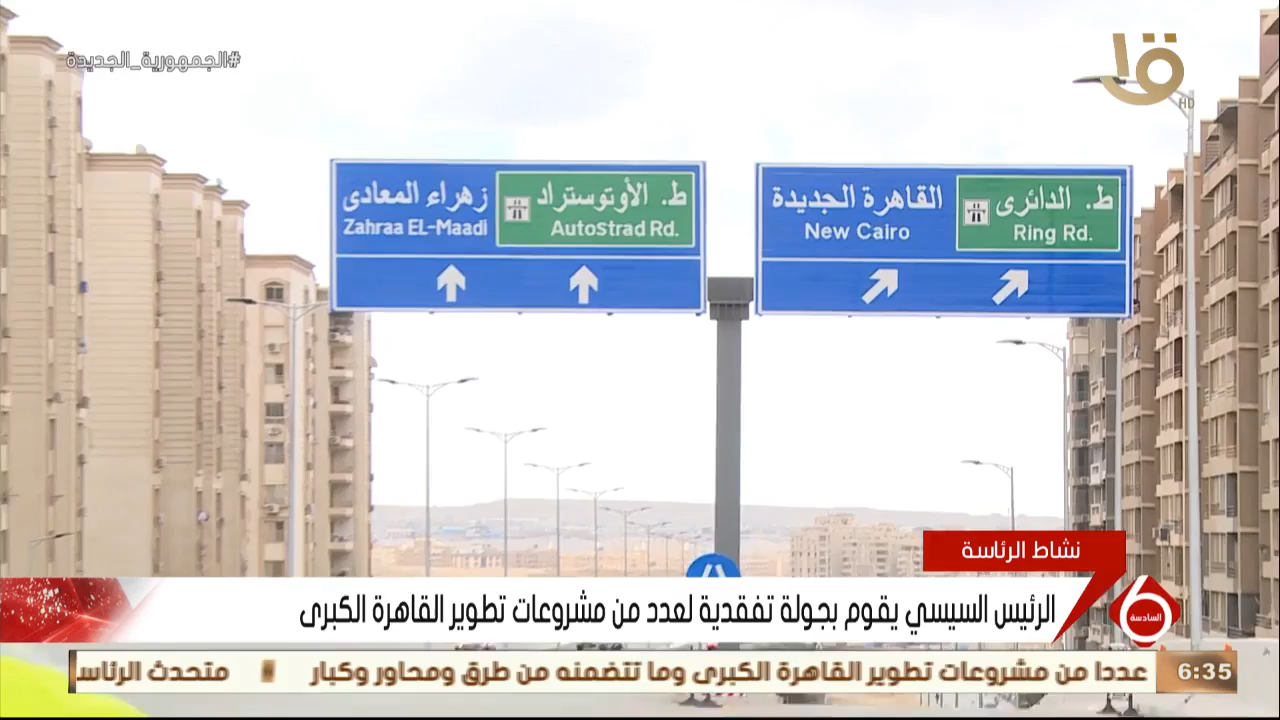 #الجمهورية_الجديدة
HD
زهراء المعادى
Zahraa EL-Maadi
ط. الأوتوستراد
AutoStrad Rd.
القاهرة الجديدة
New Cairo
ط. الدائرى
Ring Rd.
نشاط الرئاسة
الرئيس السيسي يقوم بجولة تفقدية لعدد من مشروعات تطوير القاهرة الكبرى
6
السادسة
6:35
عددا من مشروعات تطوير القاهرة الكبرى وما تتضمنه من طرق ومحاور وكبار
متحدث الرئاس